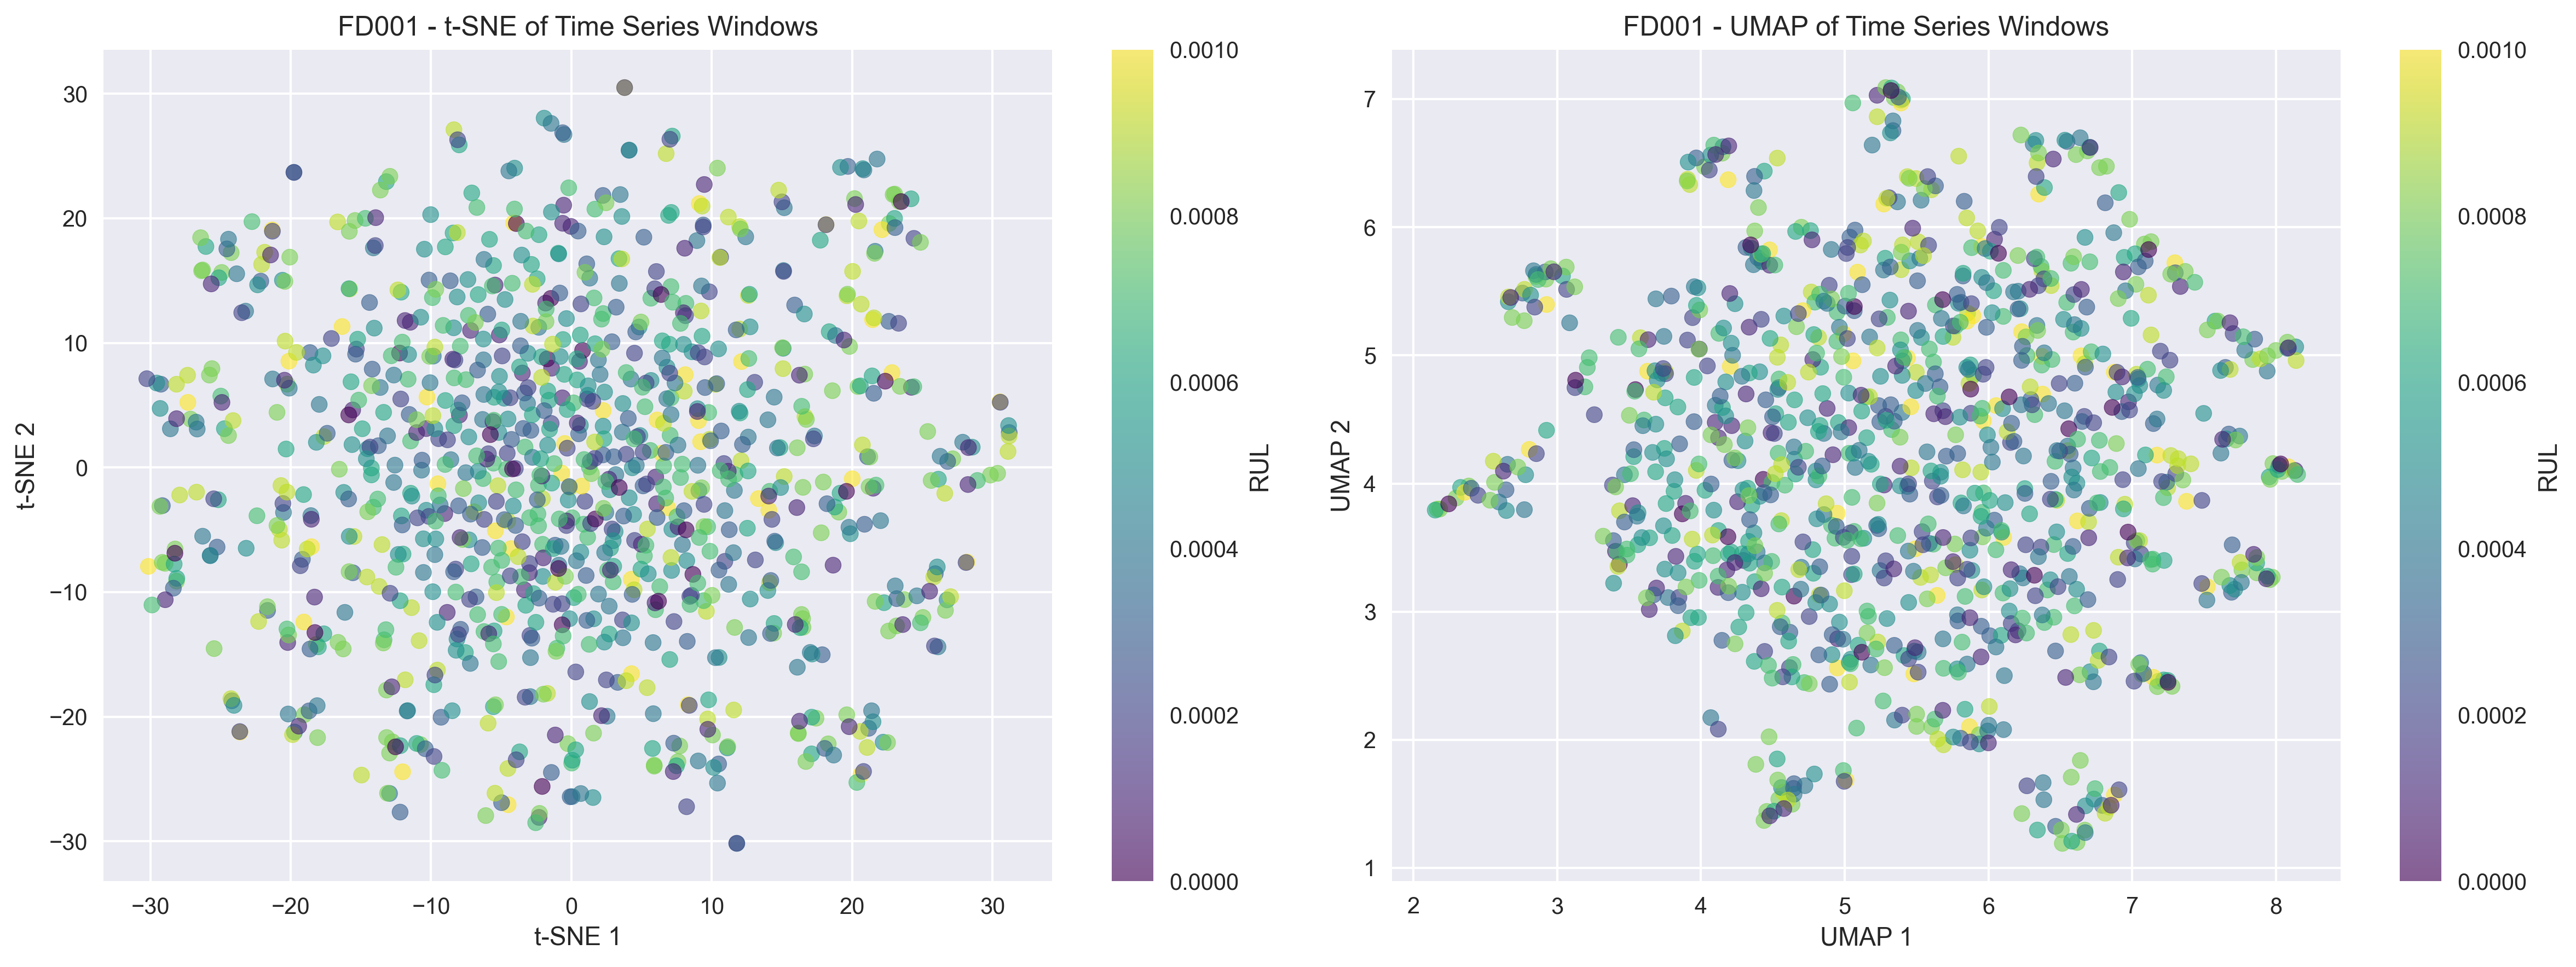 FD001 - t-SNE of Time Series Windows
30
20
10
0
−10
−20
−30
t-SNE 2
−30 −20 −10 0 10 20 30
t-SNE 1
0.0010
0.0008
0.0006
0.0004
0.0002
0.0000
RUL
FD001 - UMAP of Time Series Windows
7
6
5
4
3
2
1
UMAP 2
2 3 4 5 6 7 8
UMAP 1
0.0010
0.0008
0.0006
0.0004
0.0002
0.0000
RUL